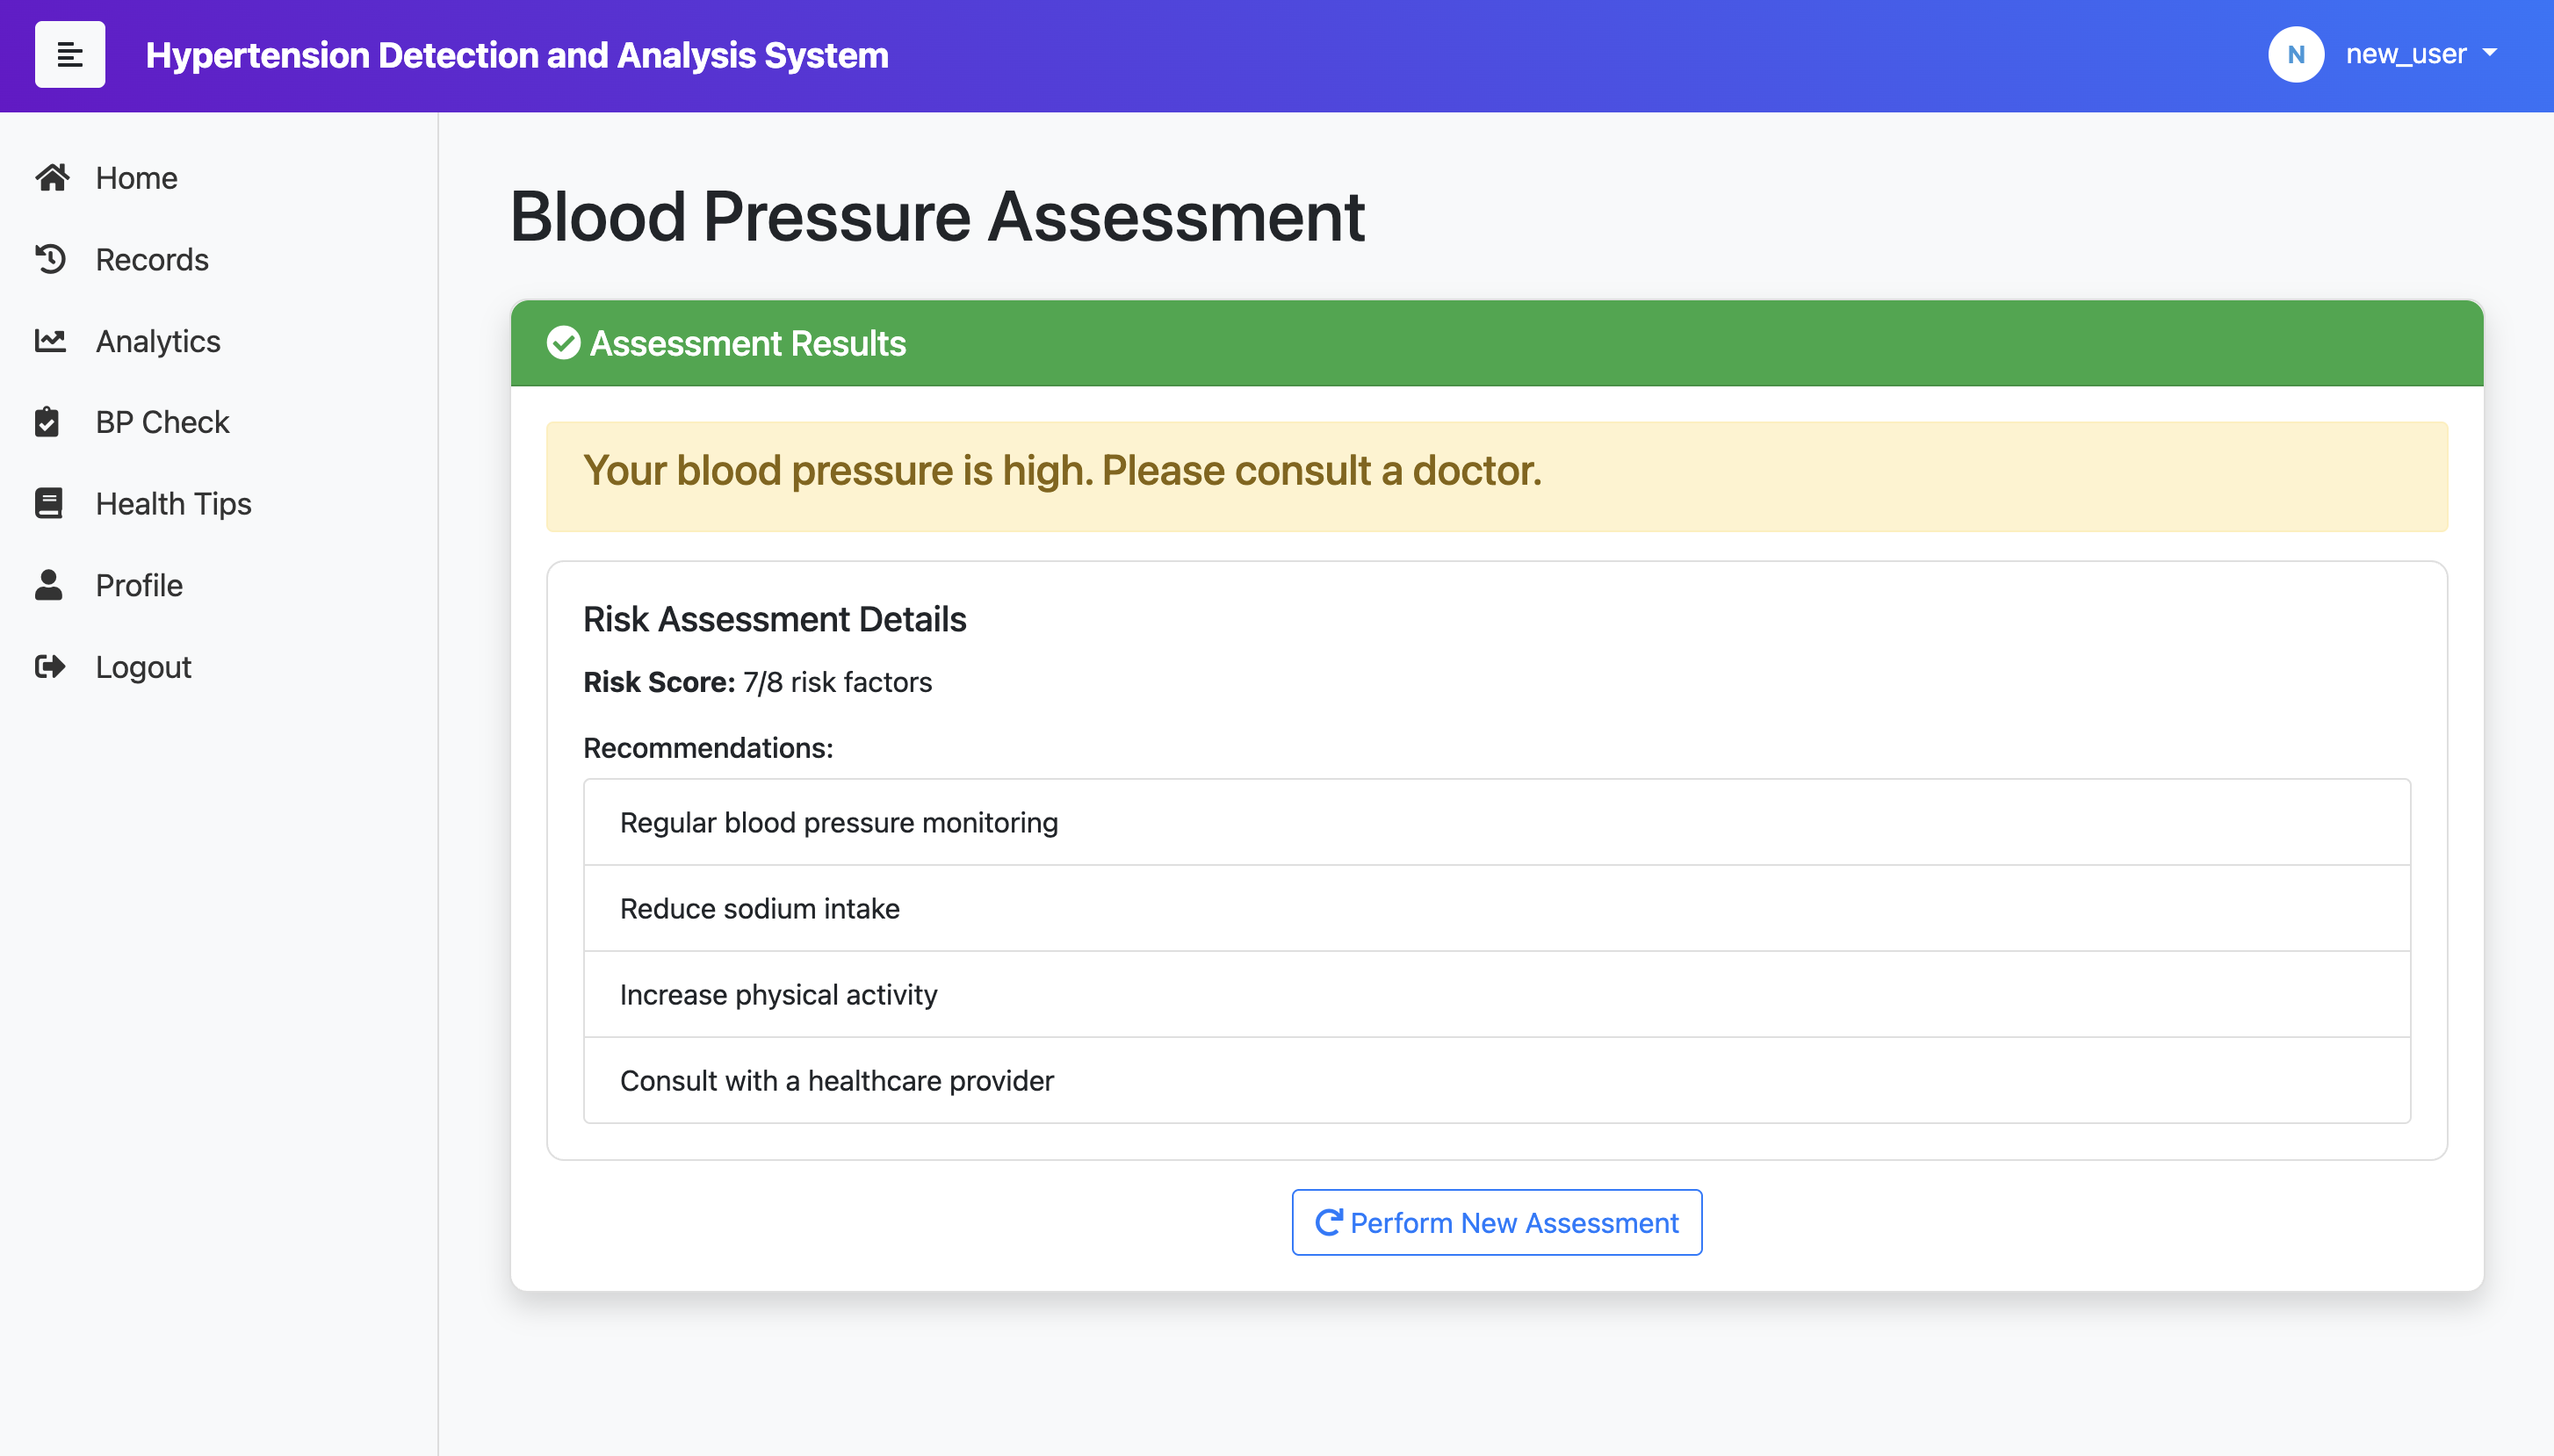 Hypertension Detection and Analysis System
N new_user
Home
Records
Analytics
BP Check
Health Tips
Profile
Logout
Blood Pressure Assessment
Assessment Results
Your blood pressure is high. Please consult a doctor.
Risk Assessment Details
Risk Score: 7/8 risk factors
Recommendations:
Regular blood pressure monitoring
Reduce sodium intake
Increase physical activity
Consult with a healthcare provider
Perform New Assessment